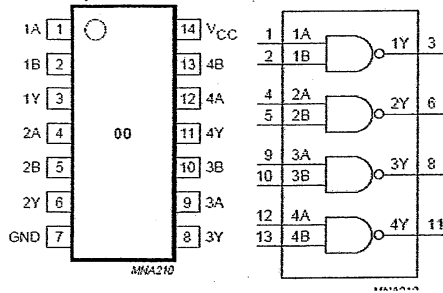 1A 1 14 VCC
1B 2 13 4B
1Y 3 12 4A
2A 4 00 11 4Y
2B 5 10 3B
2Y 6 9 3A
GND 7 8 3Y
MNA210
1 1A 1Y 3
2 1B
4 2A 2Y 6
5 2B
9 3A 3Y 8
10 3B
12 4A 4Y 11
13 4B